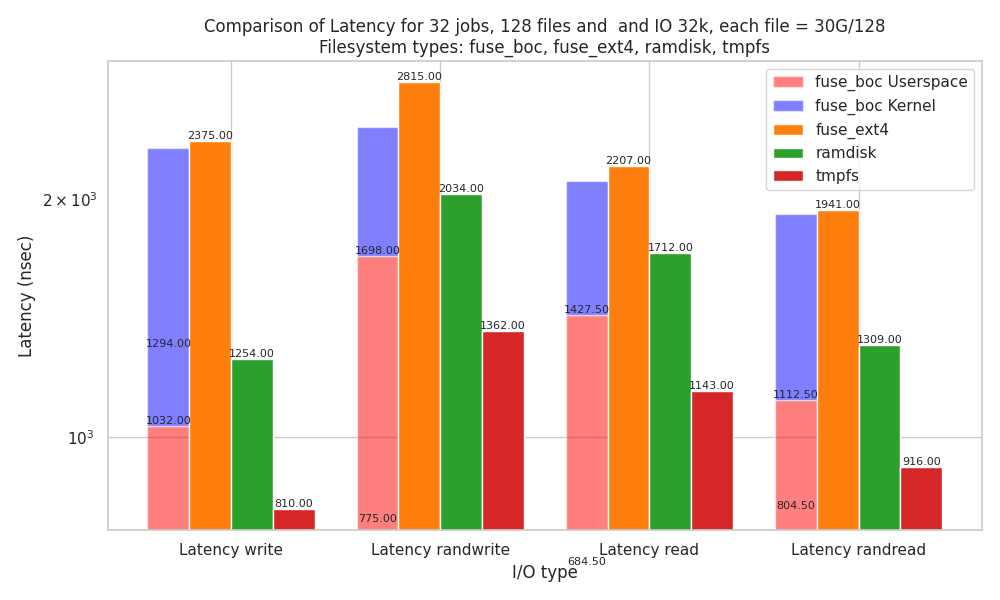 Comparison of Latency for 32 jobs, 128 files and  and IO 32k, each file = 30G/128
Filesystem types: fuse_boc, fuse_ext4, ramdisk, tmpfs
fuse_boc Userspace
fuse_boc Kernel
fuse_ext4
ramdisk
tmpfs
Latency (nsec)
2 × 10³
10³
2375.00
1294.00
1254.00
1032.00
810.00
2815.00
2034.00
1698.00
1362.00
775.00
2207.00
1712.00
1427.50
1143.00
684.50
1941.00
1309.00
1112.50
916.00
804.50
Latency write
Latency randwrite
Latency read
Latency randread
I/O type